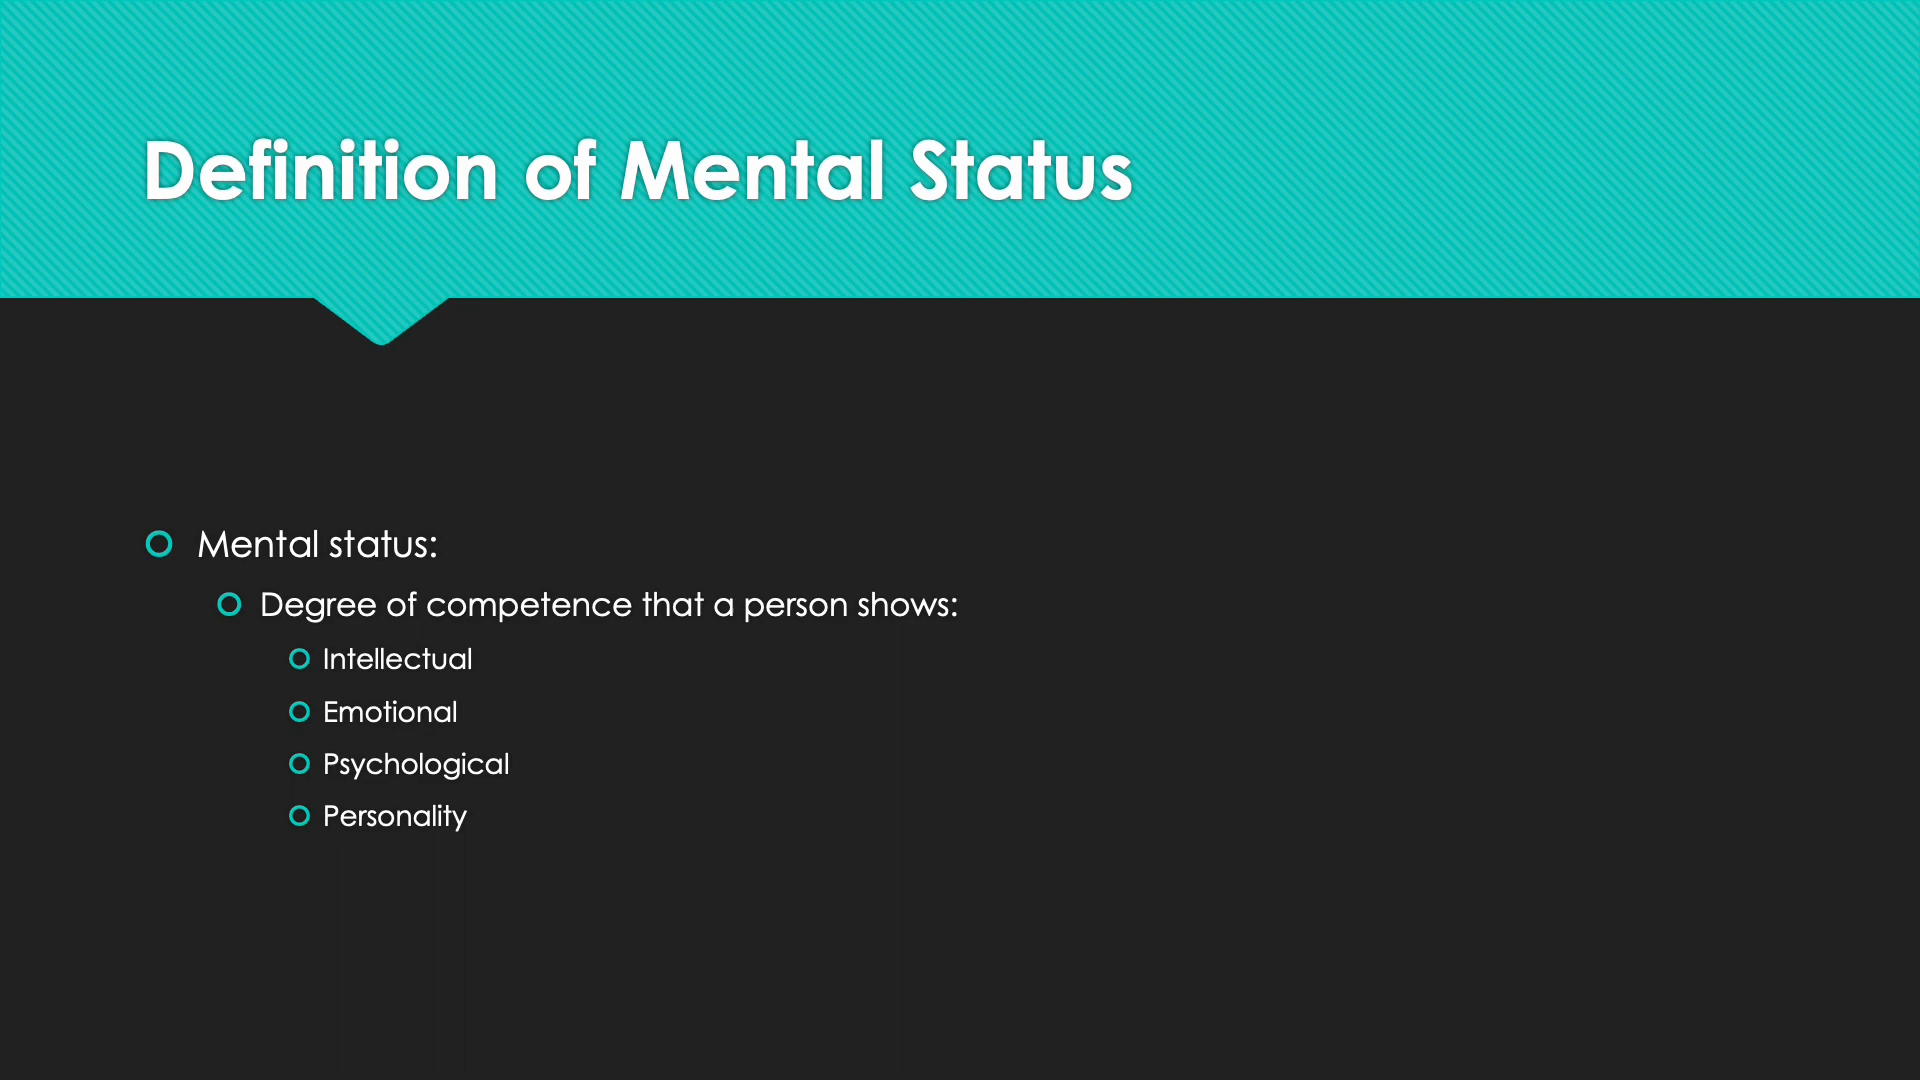 Definition of Mental Status
Mental status:
Degree of competence that a person shows:
Intellectual
Emotional
Psychological
Personality